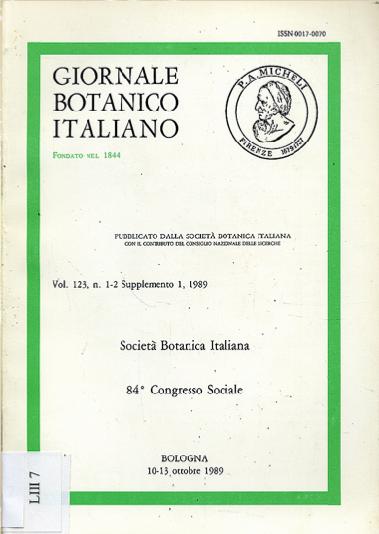 ISSN 0017-0070
GIORNALE
BOTANICO
ITALIANO
FONDATO NEL 1844
P. A. MICHELI
FIRENZE
PUBBLICATO DALLA SOCIETÀ BOTANICA ITALIANA
CON IL CONTRIBUTO DEL CONSIGLIO NAZIONALE DELLE RICERCHE
Vol. 123, n. 1-2 Supplemento 1, 1989
Società Botanica Italiana
84° Congresso Sociale
BOLOGNA
10-13 ottobre 1989
LIII 7